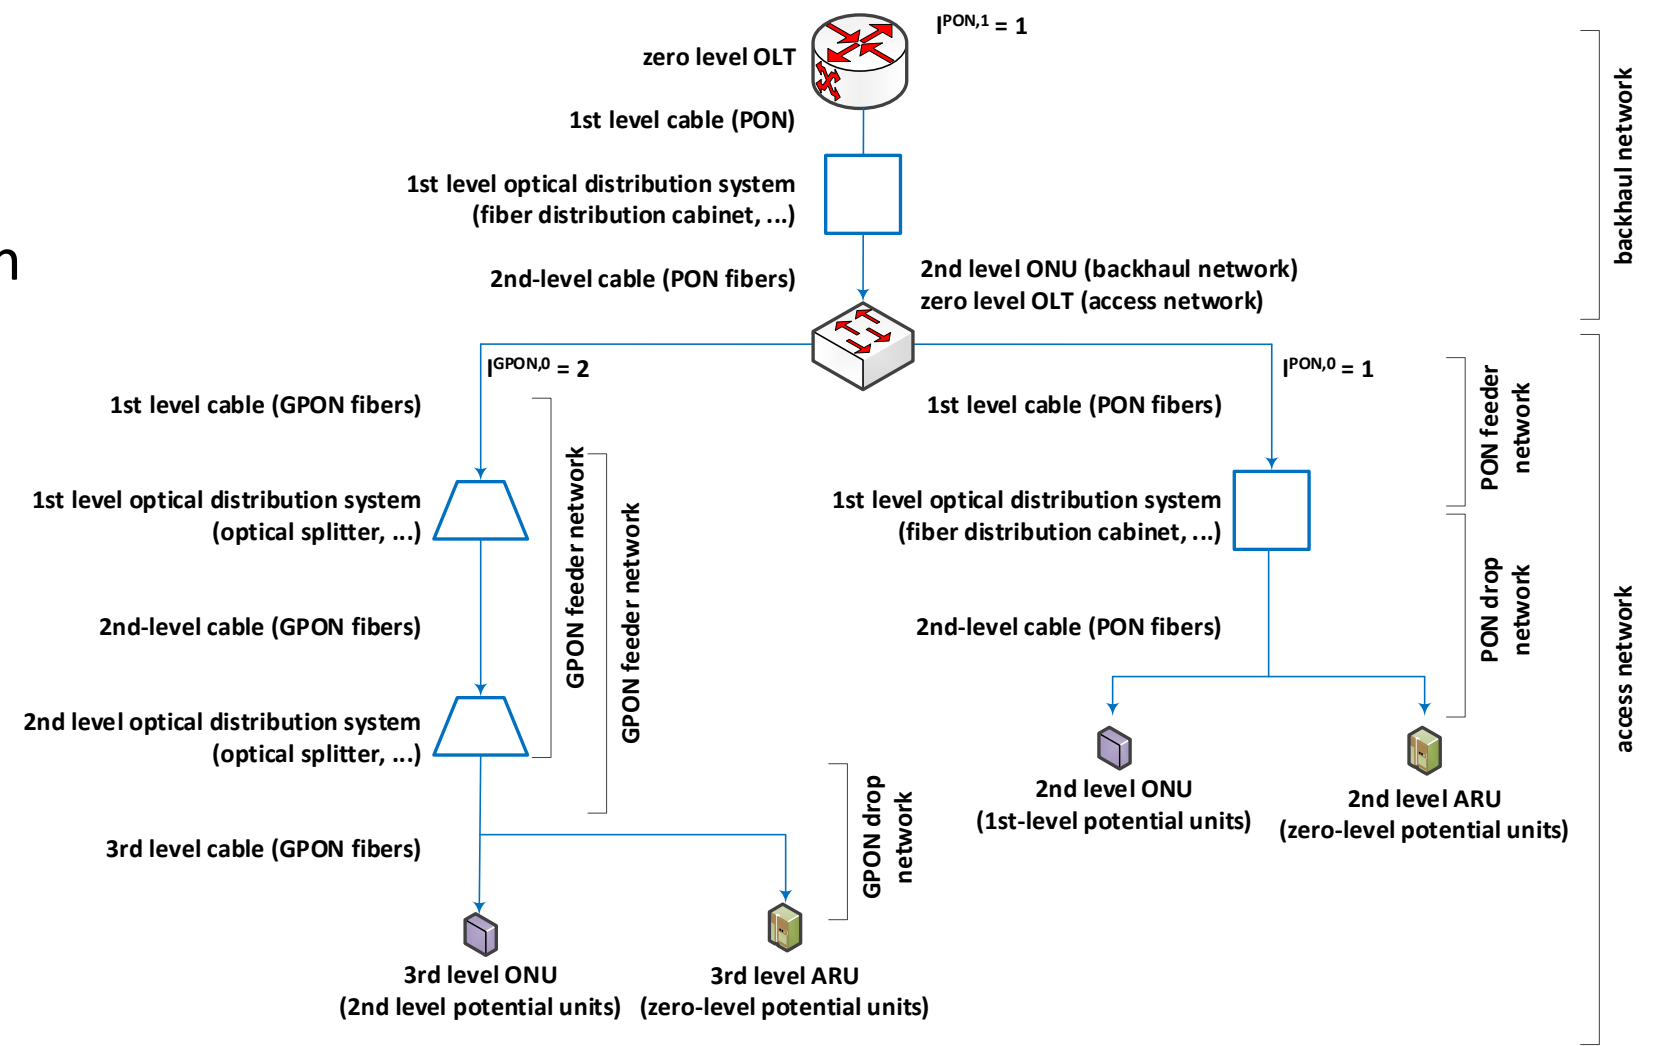 I^PON,1 = 1
zero level OLT
1st level cable (PON)
1st level optical distribution system
(fiber distribution cabinet, ...)
2nd-level cable (PON fibers)
2nd level ONU (backhaul network)
zero level OLT (access network)
backhaul network
n
I^GPON,0 = 2
1st level cable (GPON fibers)
1st level optical distribution system
(optical splitter, ...)
2nd-level cable (GPON fibers)
2nd level optical distribution system
(optical splitter, ...)
3rd level cable (GPON fibers)
GPON feeder network
GPON feeder network
GPON drop
network
3rd level ONU
(2nd level potential units)
3rd level ARU
(zero-level potential units)
I^PON,0 = 1
1st level cable (PON fibers)
1st level optical distribution system
(fiber distribution cabinet, ...)
2nd-level cable (PON fibers)
PON feeder
network
PON drop
network
2nd level ONU
(1st-level potential units)
2nd level ARU
(zero-level potential units)
access network